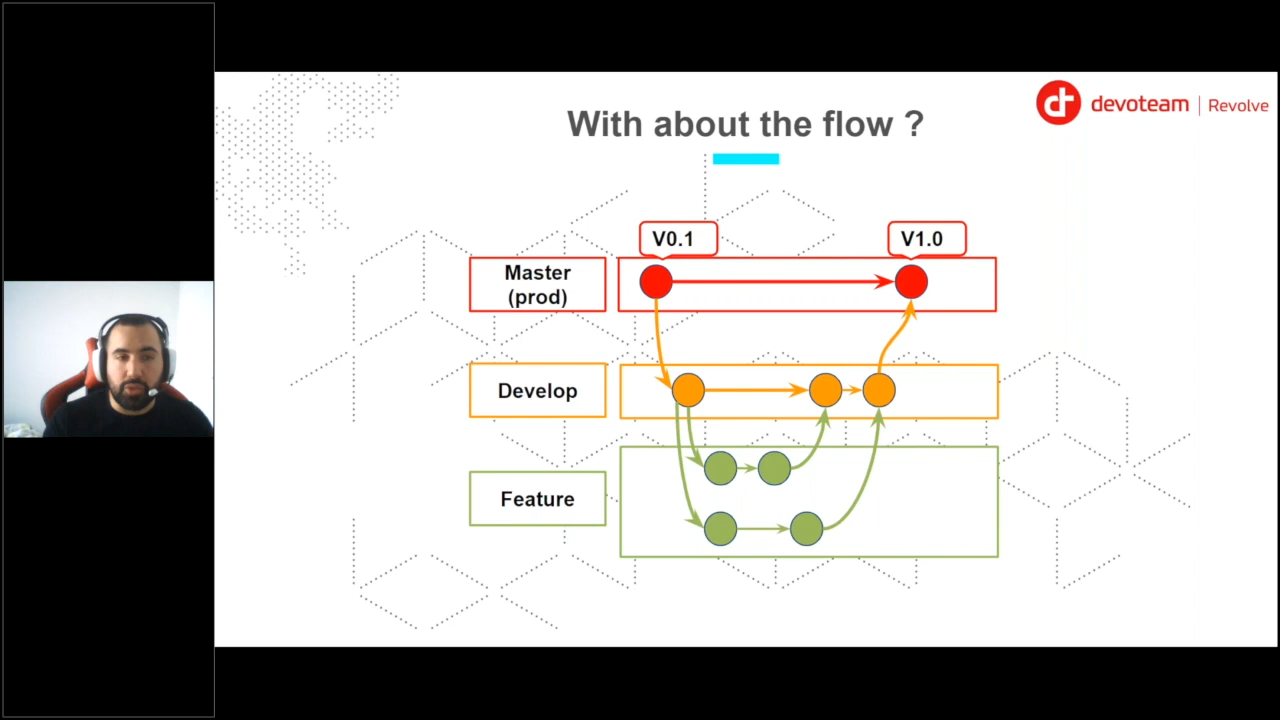 With about the flow ?
devoteam | Revolve
V0.1
V1.0
Master
(prod)
Develop
Feature